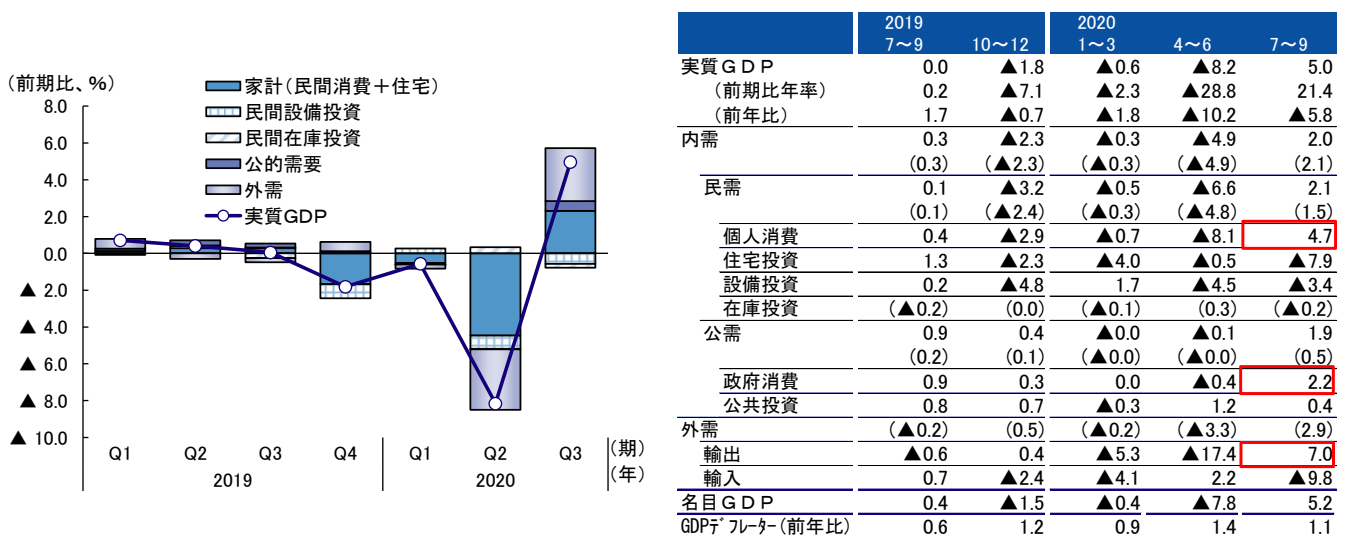 (前期比、%)
家計(民間消費+住宅)
民間設備投資
民間在庫投資
公的需要
外需
実質GDP
8.0
6.0
4.0
2.0
0.0
▲ 2.0
▲ 4.0
▲ 6.0
▲ 8.0
▲ 10.0
Q1 Q2 Q3 Q4 Q1 Q2 Q3 (期)
2019 2020 (年)
2019 2020
7~9 10~12 1~3 4~6 7~9
実質GDP 0.0 ▲1.8 ▲0.6 ▲8.2 5.0
(前期比年率) 0.2 ▲7.1 ▲2.3 ▲28.8 21.4
(前年比) 1.7 ▲0.7 ▲1.8 ▲10.2 ▲5.8
内需 0.3 ▲2.3 ▲0.3 ▲4.9 2.0
(0.3) (▲2.3) (▲0.3) (▲4.9) (2.1)
民需 0.1 ▲3.2 ▲0.5 ▲6.6 2.1
(0.1) (▲2.4) (▲0.3) (▲4.8) (1.5)
個人消費 0.4 ▲2.9 ▲0.7 ▲8.1 4.7
住宅投資 1.3 ▲2.3 ▲4.0 ▲0.5 ▲7.9
設備投資 0.2 ▲4.8 1.7 ▲4.5 ▲3.4
在庫投資 (▲0.2) (0.0) (▲0.1) (0.3) (▲0.2)
公需 0.9 0.4 ▲0.0 ▲0.1 1.9
(0.2) (0.1) (▲0.0) (▲0.0) (0.5)
政府消費 0.9 0.3 0.0 ▲0.4 2.2
公共投資 0.8 0.7 ▲0.3 1.2 0.4
外需 (▲0.2) (0.5) (▲0.2) (▲3.3) (2.9)
輸出 ▲0.6 0.4 ▲5.3 ▲17.4 7.0
輸入 0.7 ▲2.4 ▲4.1 2.2 ▲9.8
名目GDP 0.4 ▲1.5 ▲0.4 ▲7.8 5.2
GDPデフレーター(前年比) 0.6 1.2 0.9 1.4 1.1